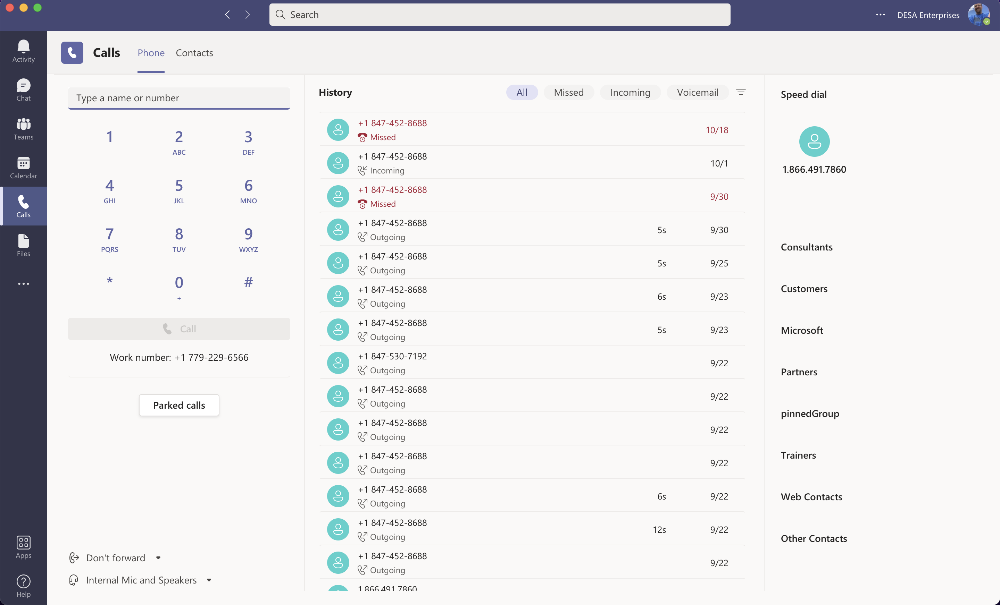 Search
DESA Enterprises
Activity
Chat
Teams
Calendar
Calls
Files
Apps
Help
Calls
Phone
Contacts
Type a name or number
1
2
3
ABC
DEF
4
5
6
GHI
JKL
MNO
7
8
9
PQRS
TUV
WXYZ
*
0
#
+
Call
Work number: +1 779-229-6566
Parked calls
Don't forward
Internal Mic and Speakers
History
All
Missed
Incoming
Voicemail
+1 847-452-8688
Missed
10/18
+1 847-452-8688
Incoming
10/1
+1 847-452-8688
Missed
9/30
+1 847-452-8688
Outgoing
5s
9/30
+1 847-452-8688
Outgoing
5s
9/25
+1 847-452-8688
Outgoing
6s
9/23
+1 847-452-8688
Outgoing
5s
9/23
+1 847-530-7192
Outgoing
9/22
+1 847-452-8688
Outgoing
9/22
+1 847-452-8688
Outgoing
9/22
+1 847-452-8688
Outgoing
9/22
+1 847-452-8688
Outgoing
6s
9/22
+1 847-452-8688
Outgoing
12s
9/22
+1 847-452-8688
Outgoing
9/22
1.866.491.7860
Speed dial
1.866.491.7860
Consultants
Customers
Microsoft
Partners
pinnedGroup
Trainers
Web Contacts
Other Contacts